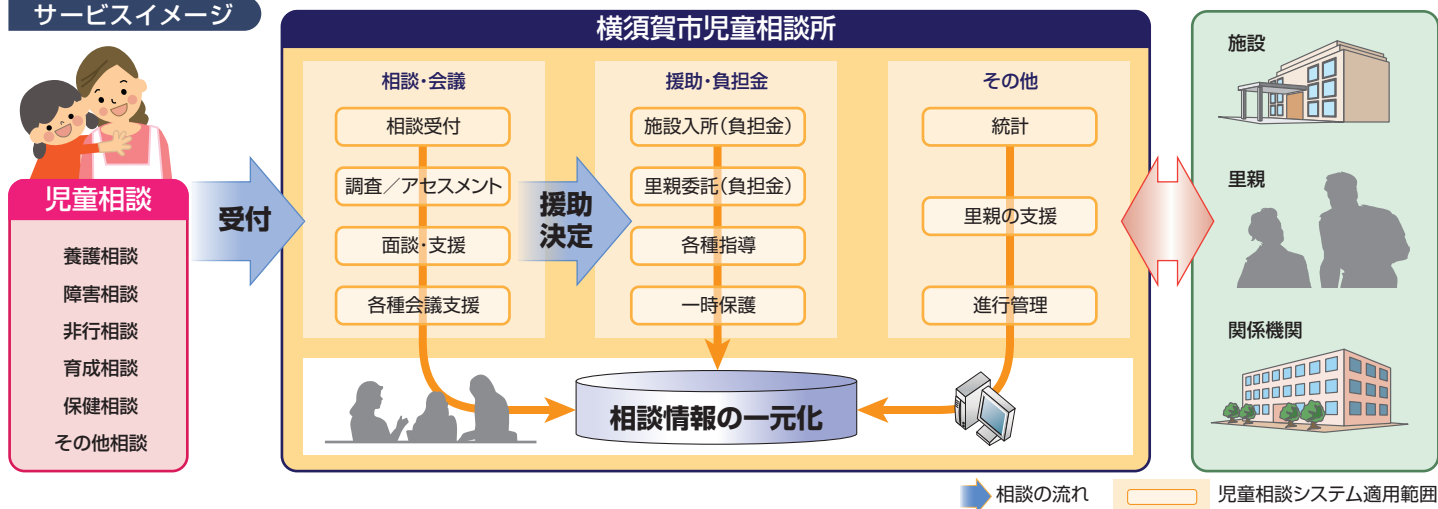 サービスイメージ
児童相談
養護相談
障害相談
非行相談
育成相談
保健相談
その他相談
受付
横須賀市児童相談所
相談・会議
相談受付
調査／アセスメント
面談・支援
各種会議支援
援助
決定
援助・負担金
施設入所（負担金）
里親委託（負担金）
各種指導
一時保護
その他
統計
里親の支援
進行管理
相談情報の一元化
施設
里親
関係機関
相談の流れ
児童相談システム適用範囲